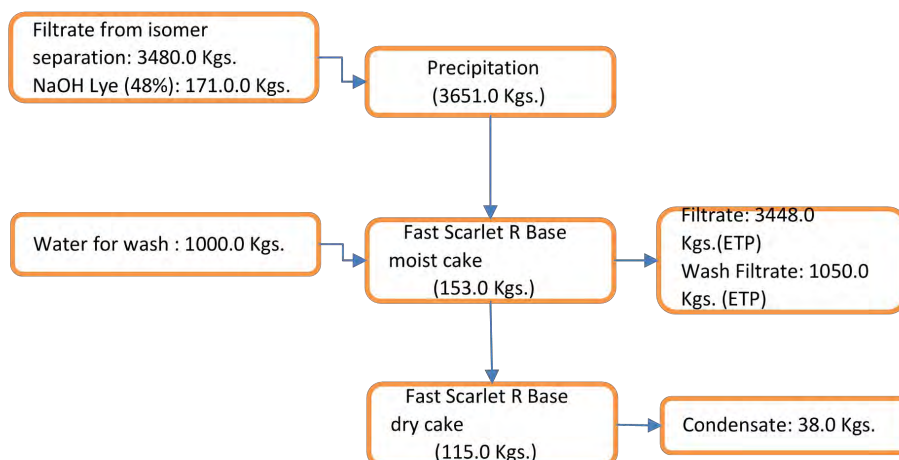 Filtrate from isomer
separation: 3480.0 Kgs.
NaOH Lye (48%): 171.0.0 Kgs.
Precipitation
(3651.0 Kgs.)
Water for wash : 1000.0 Kgs.
Fast Scarlet R Base
moist cake
(153.0 Kgs.)
Filtrate: 3448.0
Kgs.(ETP)
Wash Filtrate: 1050.0
Kgs. (ETP)
Fast Scarlet R Base
dry cake
(115.0 Kgs.)
Condensate: 38.0 Kgs.